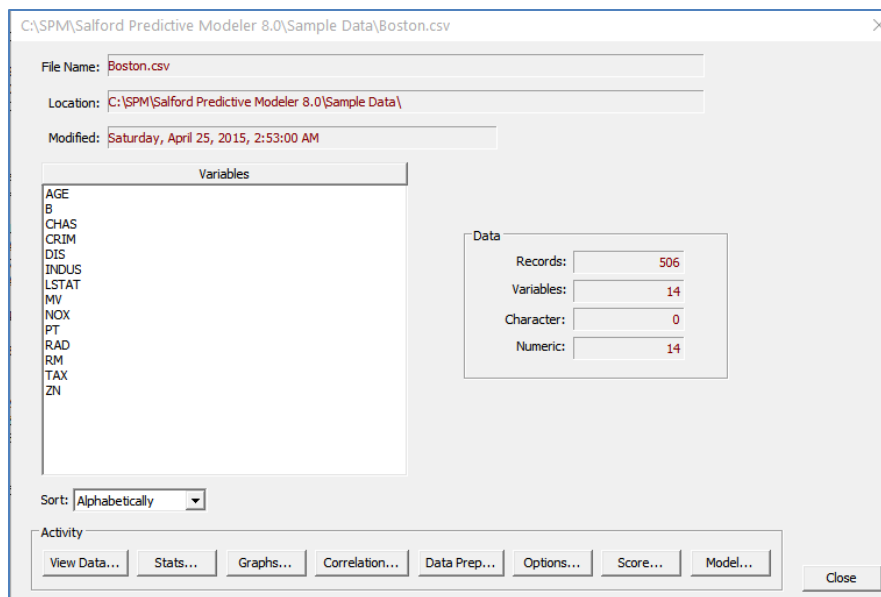 C:\SPM\Salford Predictive Modeler 8.0\Sample Data\Boston.csv
File Name: Boston.csv
Location: C:\SPM\Salford Predictive Modeler 8.0\Sample Data\
Modified: Saturday, April 25, 2015, 2:53:00 AM
Variables
AGE
B
CHAS
CRIM
DIS
INDUS
LSTAT
MV
NOX
PT
RAD
RM
TAX
ZN
Data
Records: 506
Variables: 14
Character: 0
Numeric: 14
Sort: Alphabetically
Activity
View Data... Stats... Graphs... Correlation... Data Prep... Options... Score... Model...
Close